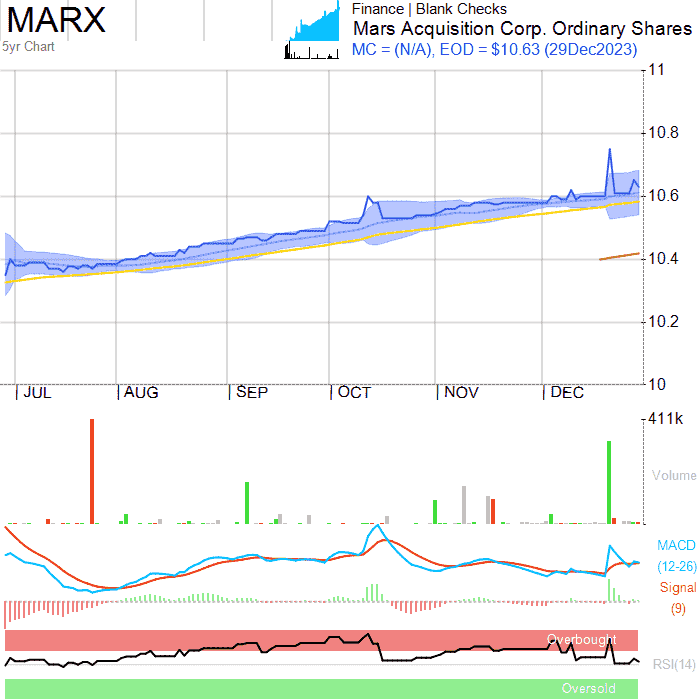 MARX
5yr Chart
Finance | Blank Checks
Mars Acquisition Corp. Ordinary Shares
MC = (N/A), EOD = $10.63 (29Dec2023)
11
10.8
10.6
10.4
10.2
10
JUL AUG SEP OCT NOV DEC
411k
Volume
MACD
(12-26)
Signal
(9)
Overbought
RSI(14)
Oversold